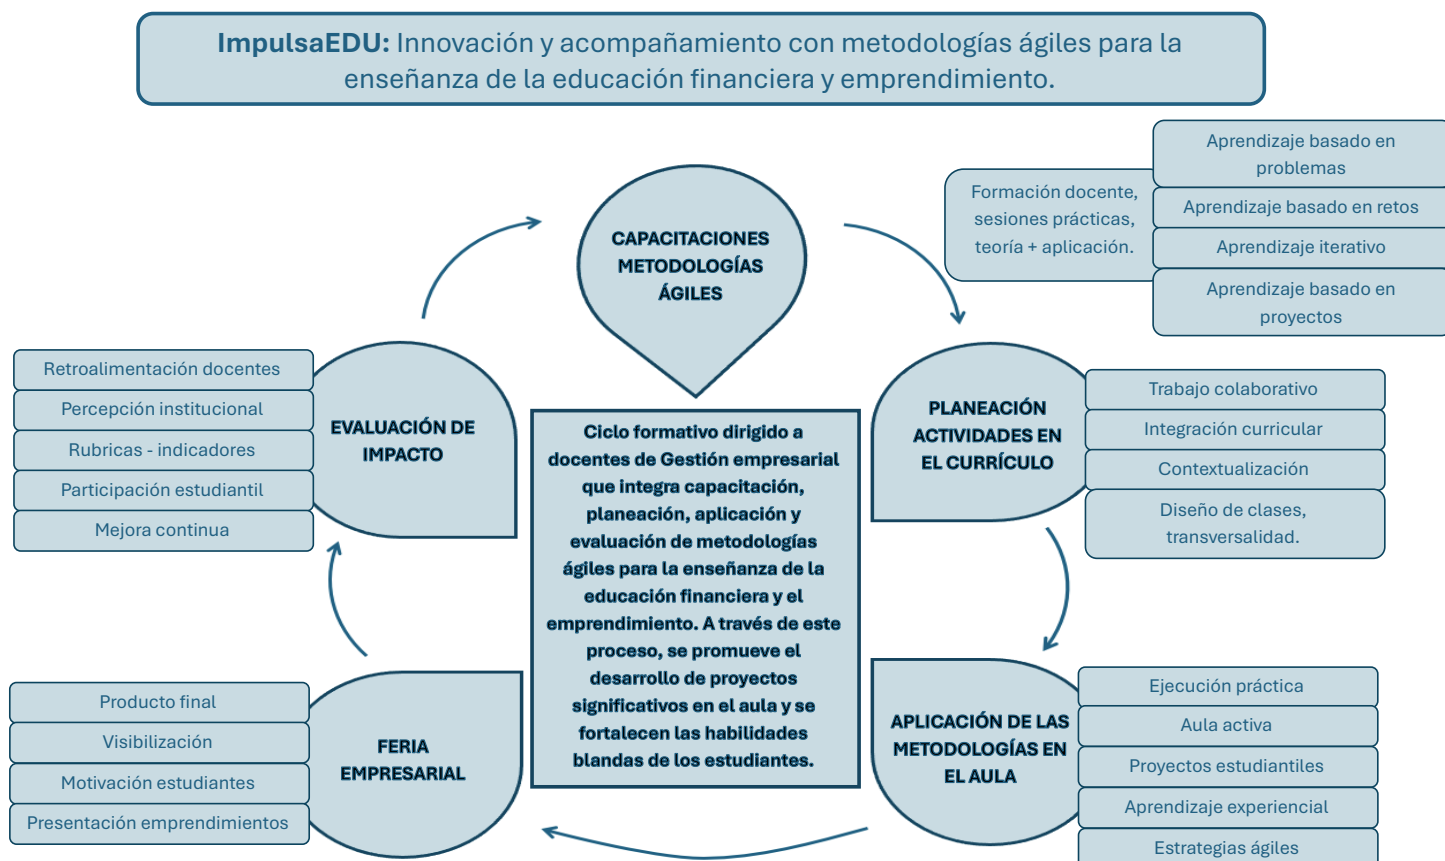 ImpulsaEDU: Innovación y acompañamiento con metodologías ágiles para la
enseñanza de la educación financiera y emprendimiento.
CAPACITACIONES
METODOLOGÍAS
ÁGILES
Formación docente,
sesiones prácticas,
teoría + aplicación.
Aprendizaje basado en
problemas
Aprendizaje basado en retos
Aprendizaje iterativo
Aprendizaje basado en
proyectos
PLANEACIÓN
ACTIVIDADES EN
EL CURRÍCULO
Trabajo colaborativo
Integración curricular
Contextualización
Diseño de clases,
transversalidad.
APLICACIÓN DE LAS
METODOLOGÍAS EN
EL AULA
Ejecución práctica
Aula activa
Proyectos estudiantiles
Aprendizaje experiencial
Estrategias ágiles
FERIA
EMPRESARIAL
Producto final
Visibilización
Motivación estudiantes
Presentación emprendimientos
EVALUACIÓN DE
IMPACTO
Retroalimentación docentes
Percepción institucional
Rubricas - indicadores
Participación estudiantil
Mejora continua
Ciclo formativo dirigido a
docentes de Gestión empresarial
que integra capacitación,
planeación, aplicación y
evaluación de metodologías
ágiles para la enseñanza de la
educación financiera y el
emprendimiento. A través de este
proceso, se promueve el
desarrollo de proyectos
significativos en el aula y se
fortalecen las habilidades
blandas de los estudiantes.